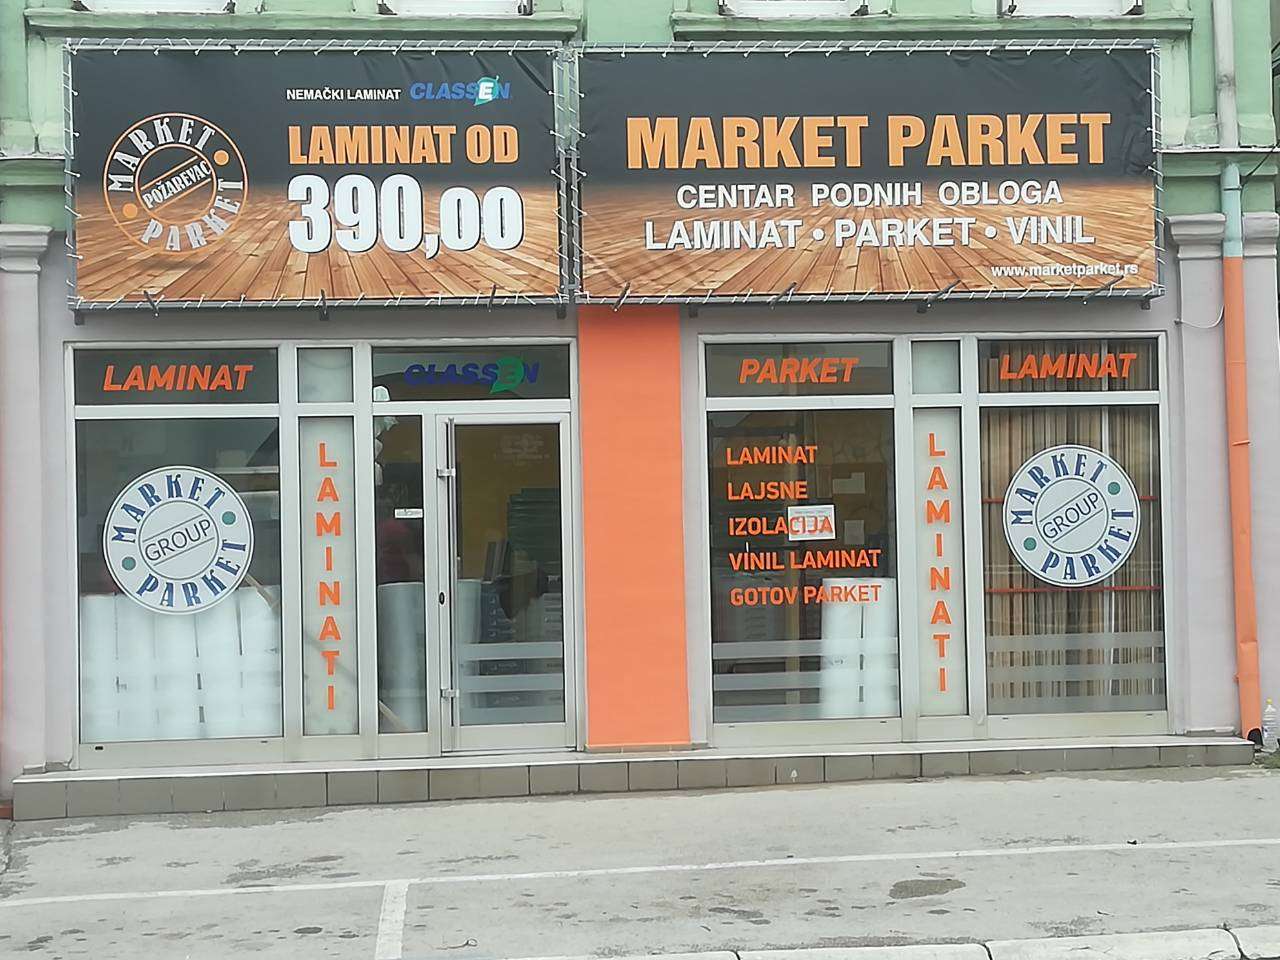 NEMAČKI LAMINAT CLASSEN
LAMINAT OD
390,00
MARKET
POŽAREVAC
PARKET
MARKET PARKET
CENTAR PODNIH OBLOGA
LAMINAT • PARKET • VINIL
www.marketparket.rs
LAMINAT
CLASSEN
PARKET
LAMINAT
MARKET
GROUP
PARKET
LAMINATI
LAMINAT
LAJSNE
IZOLACIJA
VINIL LAMINAT
GOTOV PARKET
LAMINATI
MARKET
GROUP
PARKET